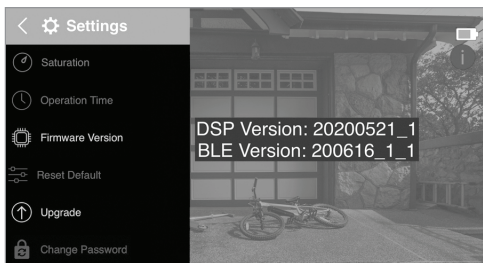 Settings
Saturation
Operation Time
Firmware Version
Reset Default
Upgrade
Change Password
DSP Version: 20200521_1
BLE Version: 200616_1_1
i